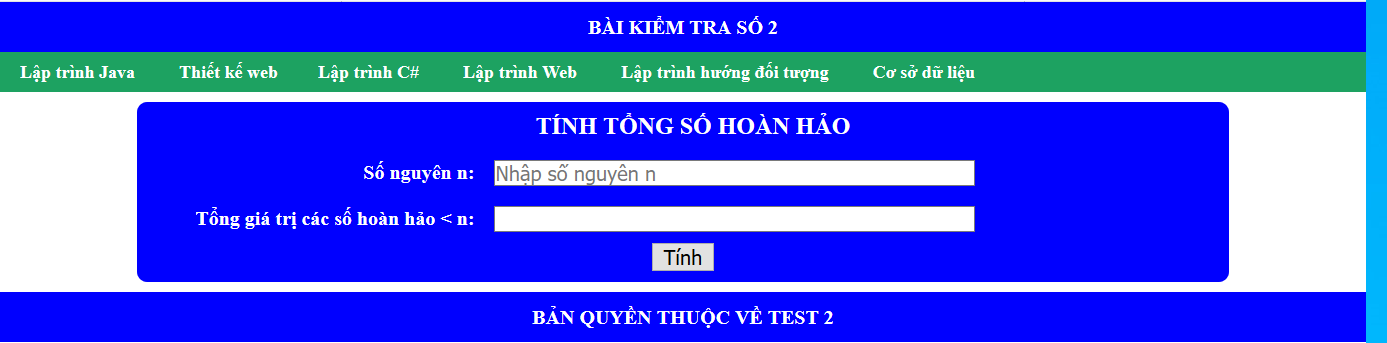 BÀI KIỂM TRA SỐ 2
Lập trình Java Thiết kế web Lập trình C# Lập trình Web Lập trình hướng đối tượng Cơ sở dữ liệu
TÍNH TỔNG SỐ HOÀN HẢO
Số nguyên n: Nhập số nguyên n
Tổng giá trị các số hoàn hảo < n:
Tính
BẢN QUYỀN THUỘC VỀ TEST 2